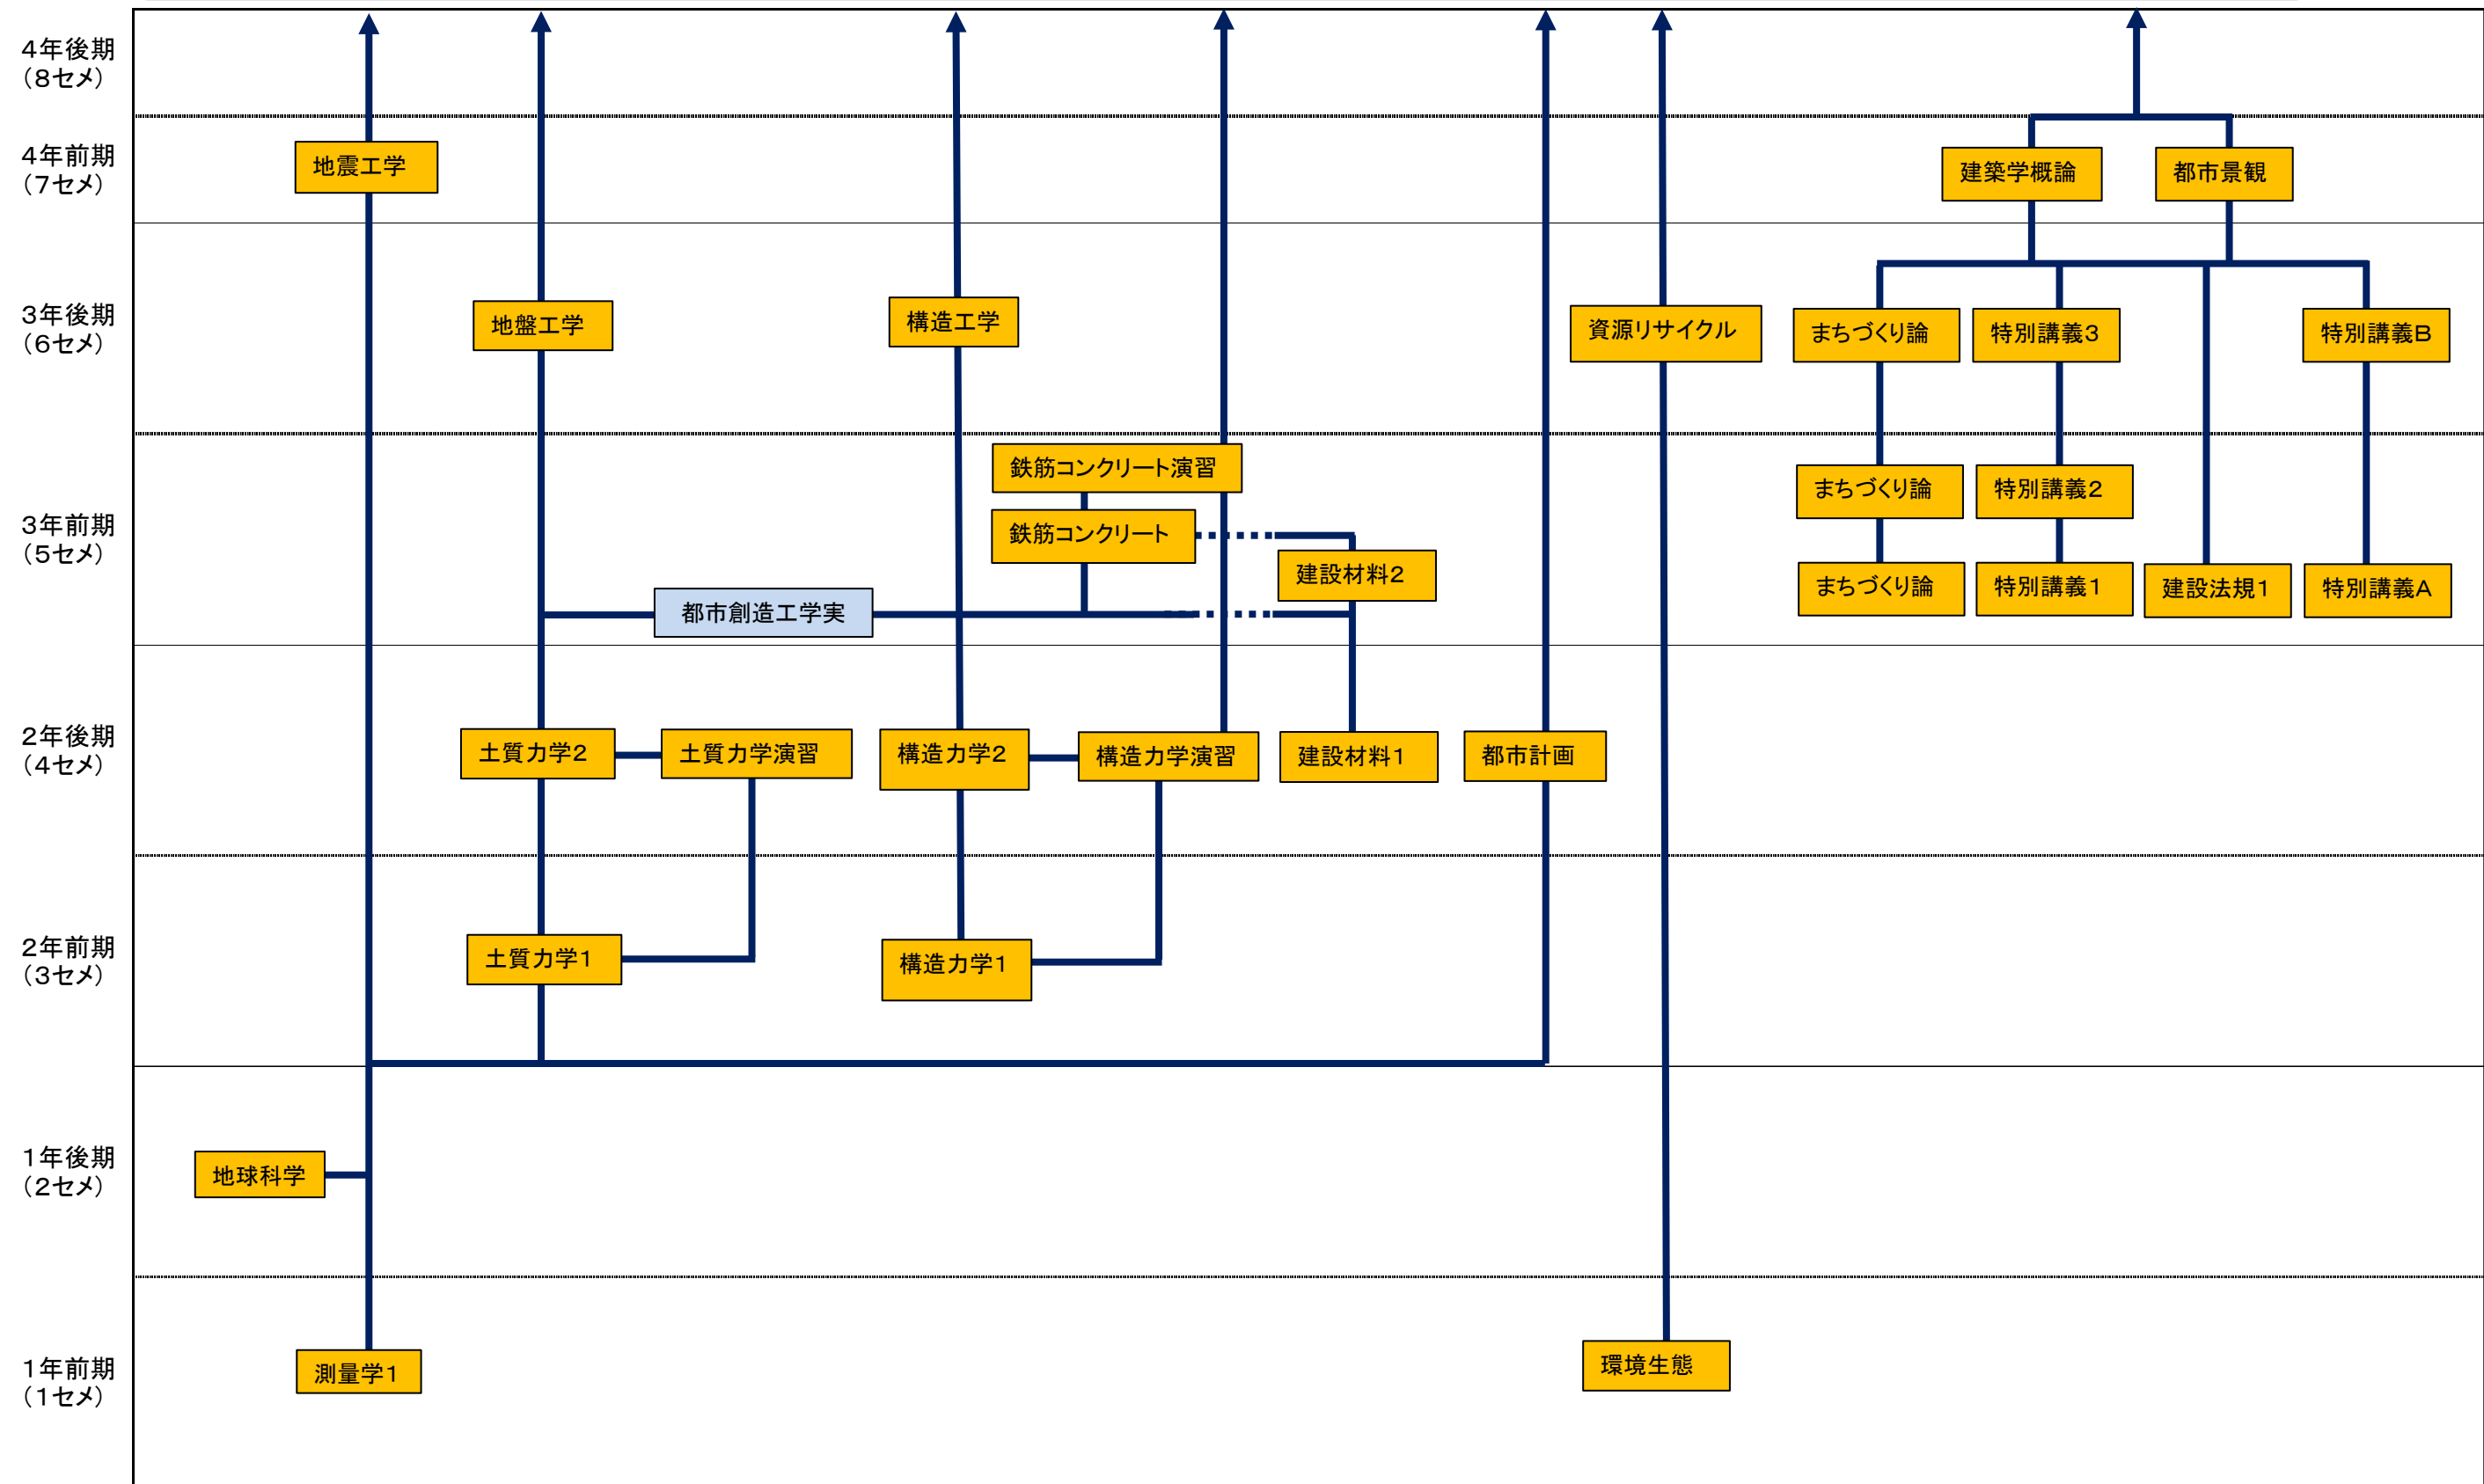 4年後期
（8セメ）
4年前期
（7セメ）
地震工学
建築学概論
都市景観
3年後期
（6セメ）
地盤工学
構造工学
資源リサイクル
まちづくり論
特別講義3
特別講義B
3年前期
（5セメ）
鉄筋コンクリート演習
鉄筋コンクリート
まちづくり論
特別講義2
建設材料2
まちづくり論
特別講義1
建設法規1
特別講義A
都市創造工学実
2年後期
（4セメ）
土質力学2
土質力学演習
構造力学2
構造力学演習
建設材料1
都市計画
2年前期
（3セメ）
土質力学1
構造力学1
1年後期
（2セメ）
地球科学
1年前期
（1セメ）
測量学1
環境生態